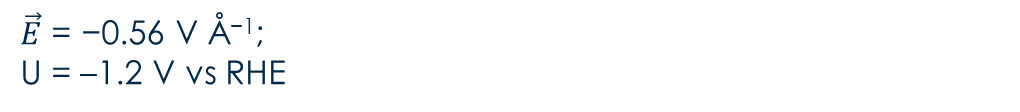 E⃗ = −0.56 V Å⁻¹;
U = –1.2 V vs RHE